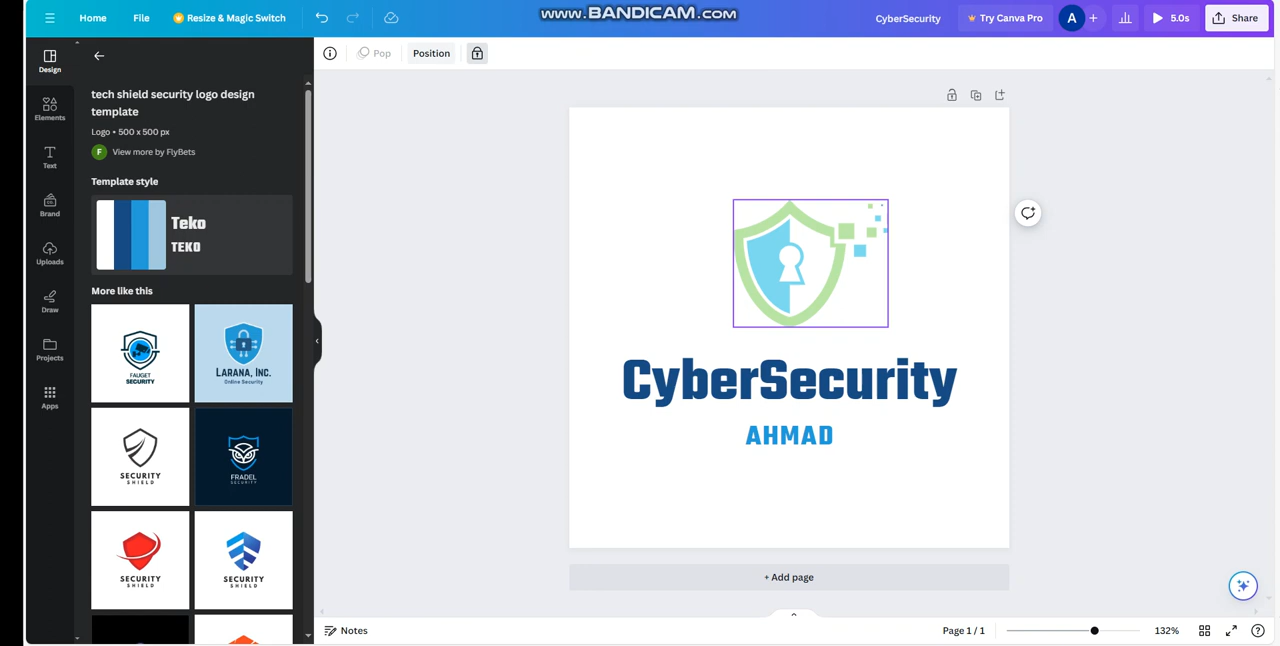 www.BANDICAM.com
Home File Resize & Magic Switch CyberSecurity Try Canva Pro A + 5.0s Share
Design
Elements
Text
Brand
Uploads
Draw
Projects
Apps
tech shield security logo design
template
Logo • 500 x 500 px
F View more by FlyBets
Template style
Teko
TEKO
More like this
FAUGET
SECURITY
LARANA, INC.
Online Security
SECURITY
SHIELD
FRADEL
SECURITY
SECURITY
SHIELD
SECURITY
SHIELD
Pop Position
CyberSecurity
AHMAD
+ Add page
Notes Page 1 / 1 132%